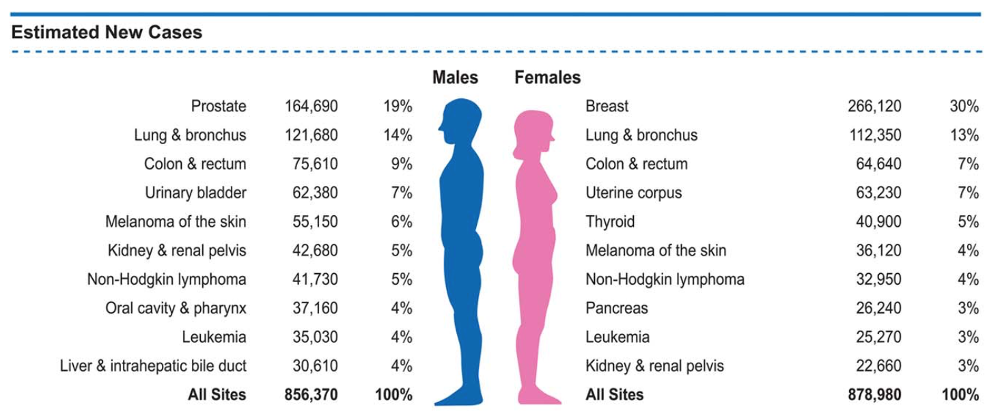 Estimated New Cases
Males Females
Prostate 164,690 19% Breast 266,120 30%
Lung & bronchus 121,680 14% Lung & bronchus 112,350 13%
Colon & rectum 75,610 9% Colon & rectum 64,640 7%
Urinary bladder 62,380 7% Uterine corpus 63,230 7%
Melanoma of the skin 55,150 6% Thyroid 40,900 5%
Kidney & renal pelvis 42,680 5% Melanoma of the skin 36,120 4%
Non-Hodgkin lymphoma 41,730 5% Non-Hodgkin lymphoma 32,950 4%
Oral cavity & pharynx 37,160 4% Pancreas 26,240 3%
Leukemia 35,030 4% Leukemia 25,270 3%
Liver & intrahepatic bile duct 30,610 4% Kidney & renal pelvis 22,660 3%
All Sites 856,370 100% All Sites 878,980 100%